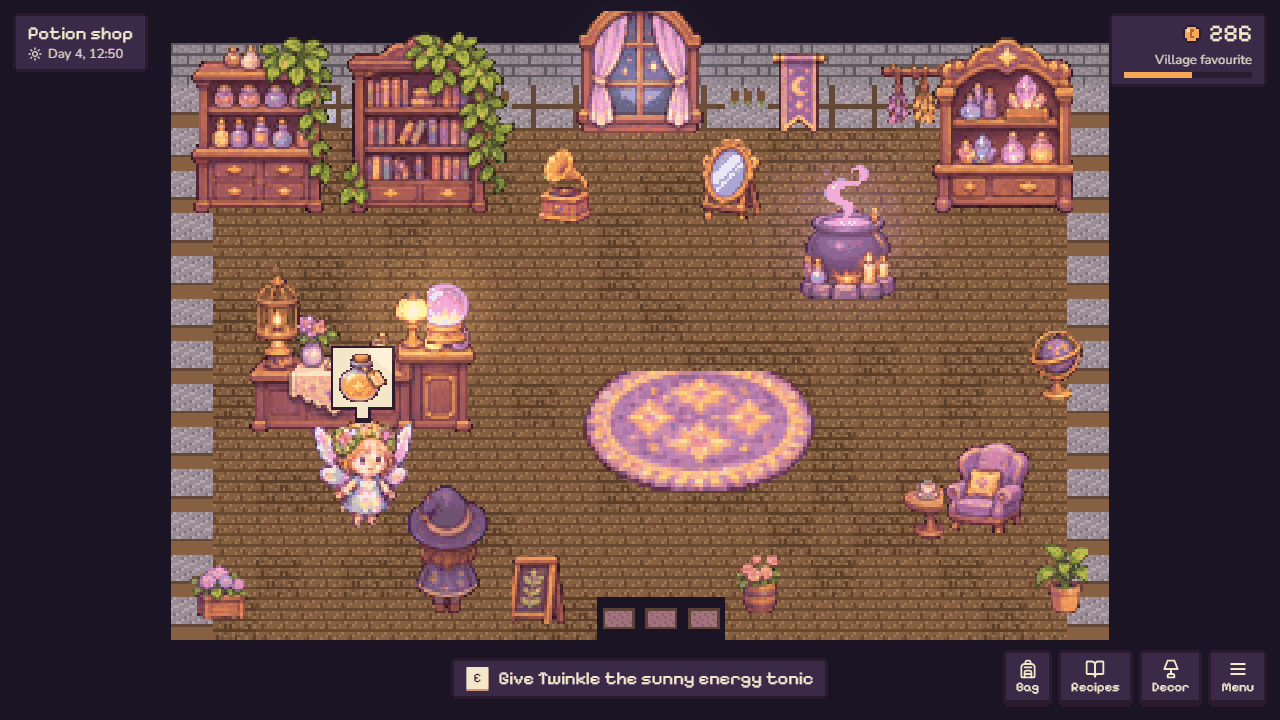 Potion shop
Day 4, 12:50
286
Village favourite
E Give Twinkle the sunny energy tonic
Bag
Recipes
Decor
Menu